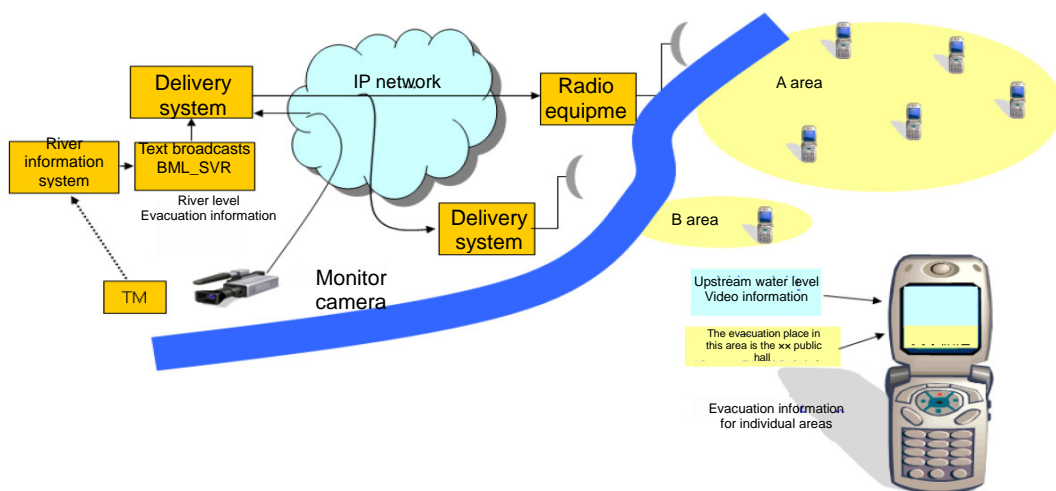 Delivery
system
IP network
Radio
equipme
A area
River
information
system
Text broadcasts
BML_SVR
River level
Evacuation information
Delivery
system
B area
TM
Monitor
camera
Upstream water level
Video information
The evacuation place in
this area is the ×× public
hall
Evacuation information
for individual areas